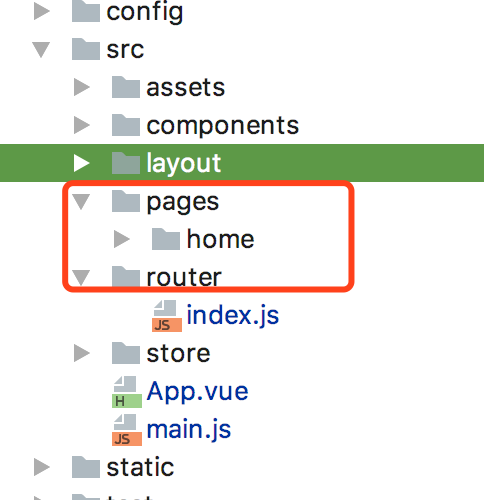 config
src
assets
components
layout
pages
home
router
JS index.js
store
H App.vue
JS main.js
static